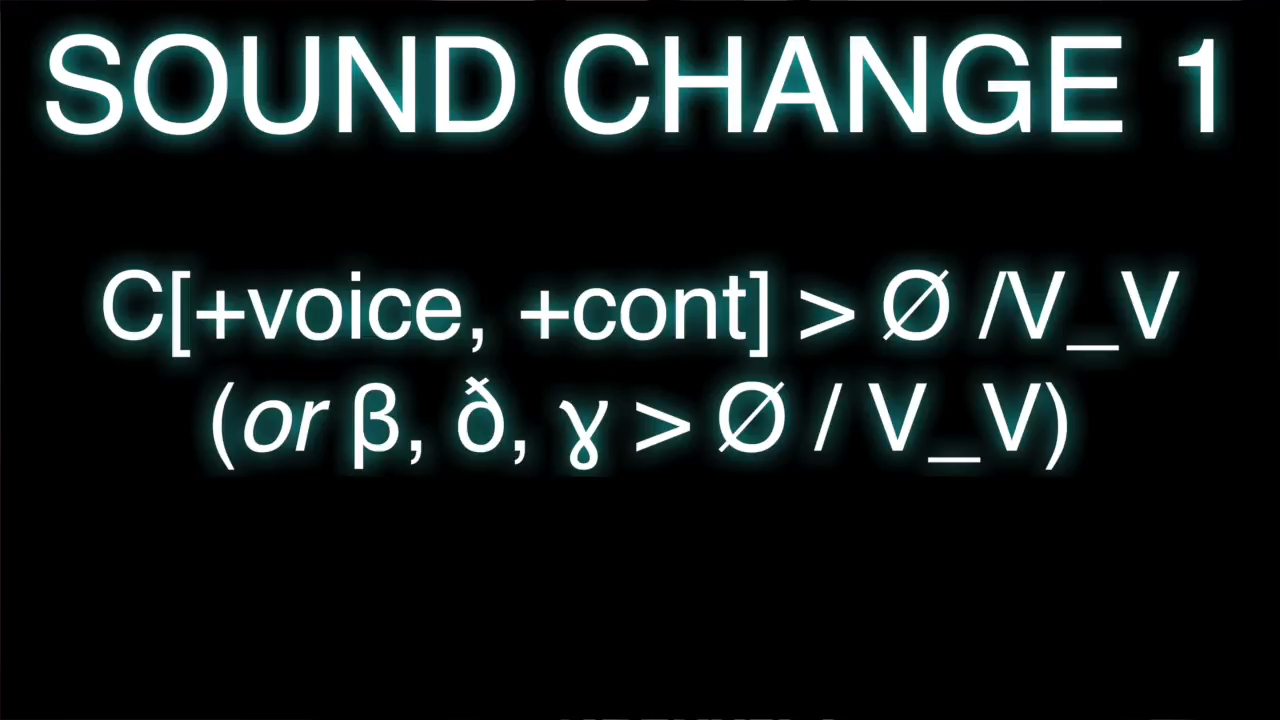 SOUND CHANGE 1
C[+voice, +cont] > Ø /V_V
(or β, ð, ɣ > Ø / V_V)